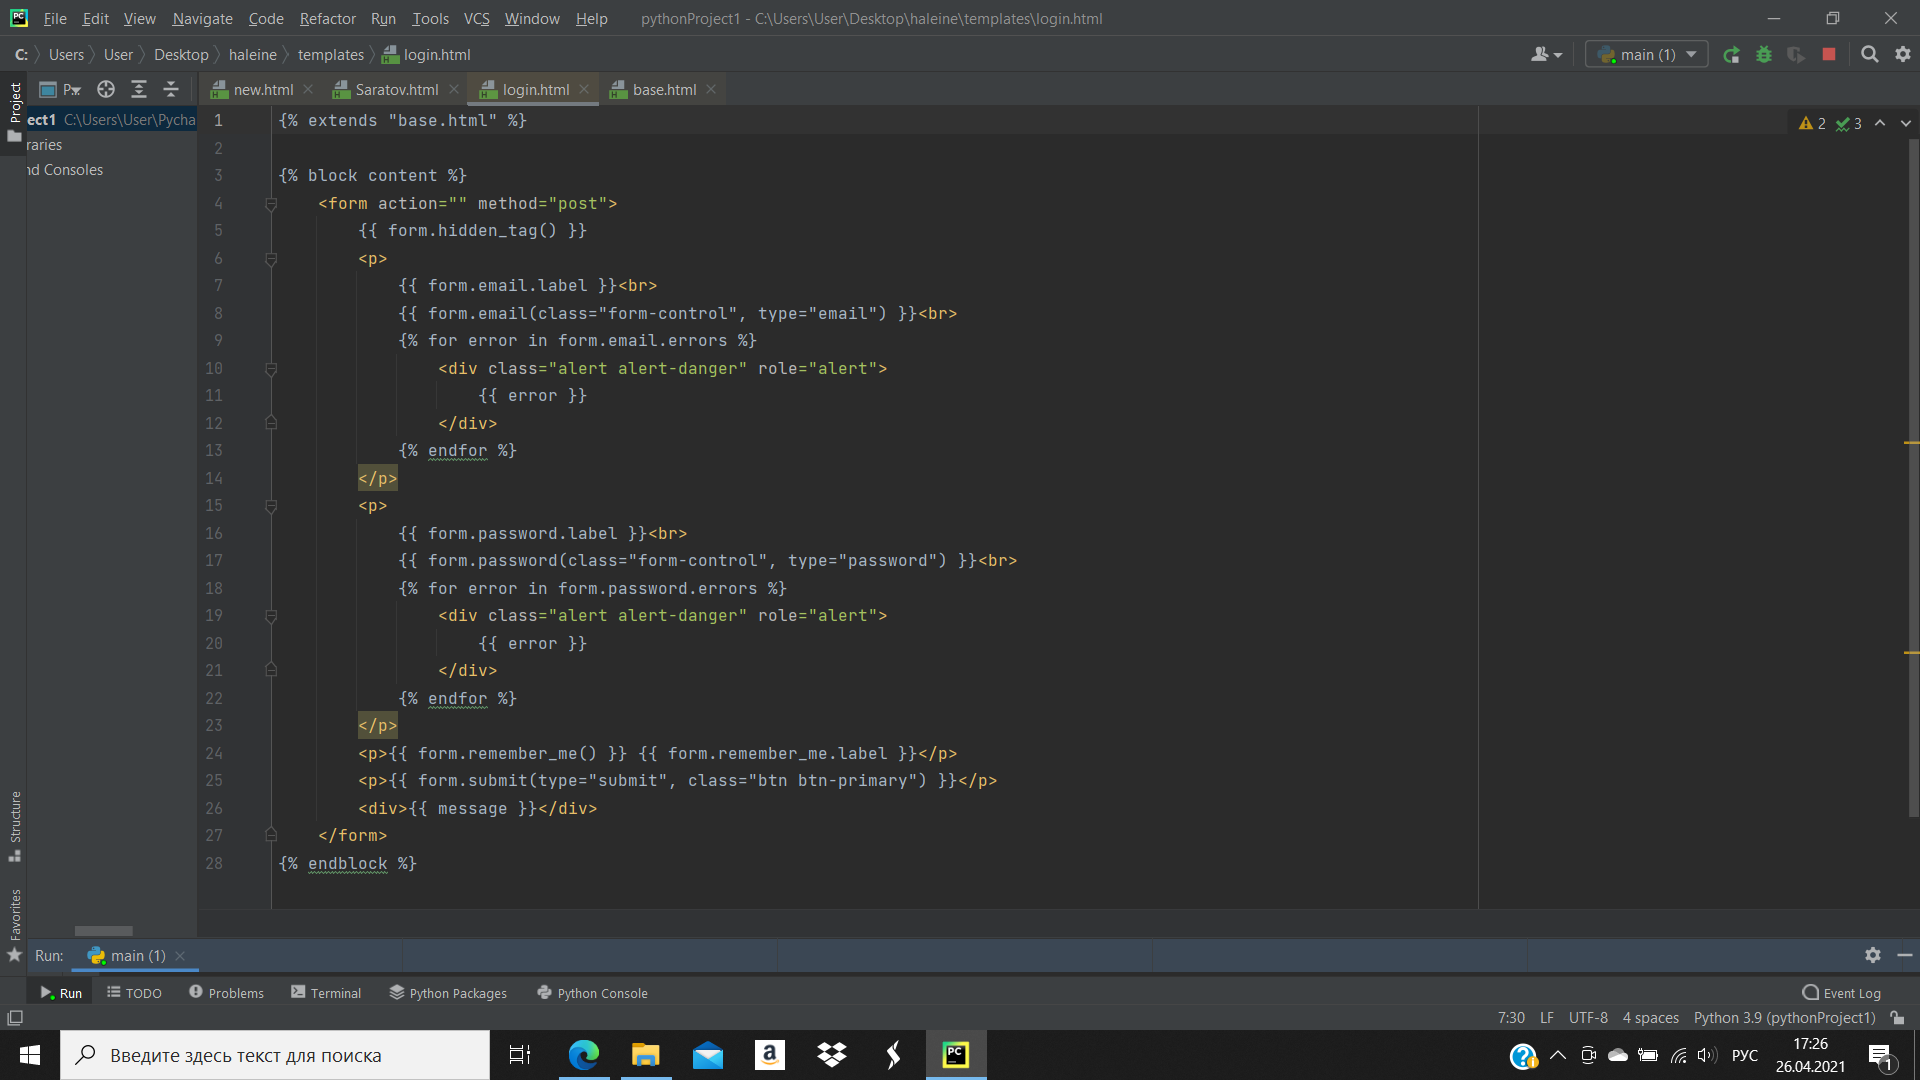 File Edit View Navigate Code Refactor Run Tools VCS Window Help pythonProject1 - C:\Users\User\Desktop\haleine\templates\login.html
C: Users User Desktop haleine templates login.html main (1)
Project P new.html Saratov.html login.html base.html
ect1 C:\Users\User\Pycha
raries
nd Consoles
2 3
1 {% extends "base.html" %}
2
3 {% block content %}
4 <form action="" method="post">
5 {{ form.hidden_tag() }}
6 <p>
7 {{ form.email.label }}<br>
8 {{ form.email(class="form-control", type="email") }}<br>
9 {% for error in form.email.errors %}
10 <div class="alert alert-danger" role="alert">
11 {{ error }}
12 </div>
13 {% endfor %}
14 </p>
15 <p>
16 {{ form.password.label }}<br>
17 {{ form.password(class="form-control", type="password") }}<br>
18 {% for error in form.password.errors %}
19 <div class="alert alert-danger" role="alert">
20 {{ error }}
21 </div>
22 {% endfor %}
23 </p>
24 <p>{{ form.remember_me() }} {{ form.remember_me.label }}</p>
25 <p>{{ form.submit(type="submit", class="btn btn-primary") }}</p>
26 <div>{{ message }}</div>
27 </form>
28 {% endblock %}
Structure
Favorites
Run: main (1)
Run TODO Problems Terminal Python Packages Python Console Event Log
7:30 LF UTF-8 4 spaces Python 3.9 (pythonProject1)
Введите здесь текст для поиска
РУС
17:26
26.04.2021
1